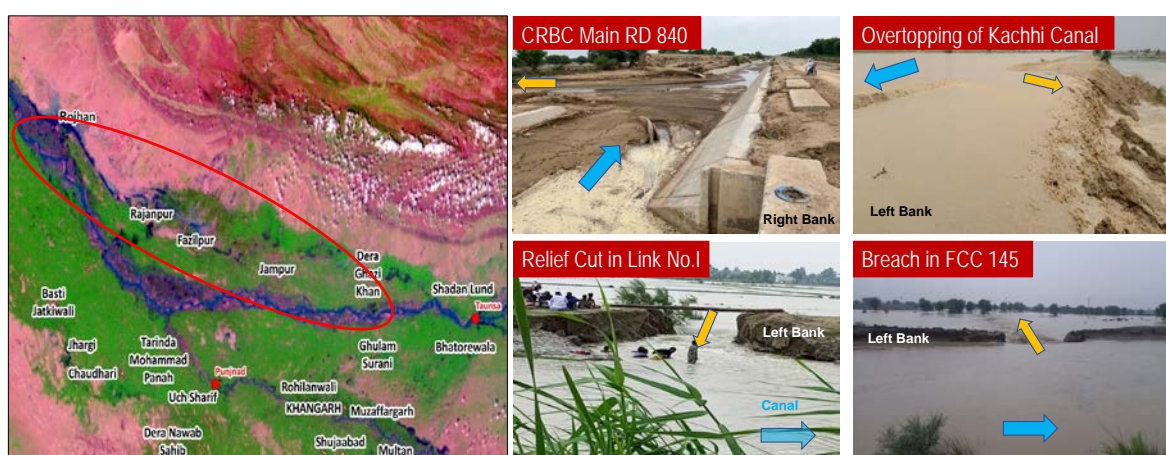 Rojhan
Rajanpur
Fazilpur
Jampur
Dera
Ghazi
Khan
Shadan Lund
Taunsa
Basti
Jatkiwali
Jhargi
Chaudhari
Tarinda
Mohammad
Panah
Punjnad
Uch Sharif
Ghulam
Surani
Bhatorewala
Rohilanwali
KHANGARH
Muzaffargarh
Dera Nawab
Sahib
Shujaabad
Multan
CRBC Main RD 840
Right Bank
Overtopping of Kachhi Canal
Left Bank
Relief Cut in Link No.I
Left Bank
Canal
Breach in FCC 145
Left Bank